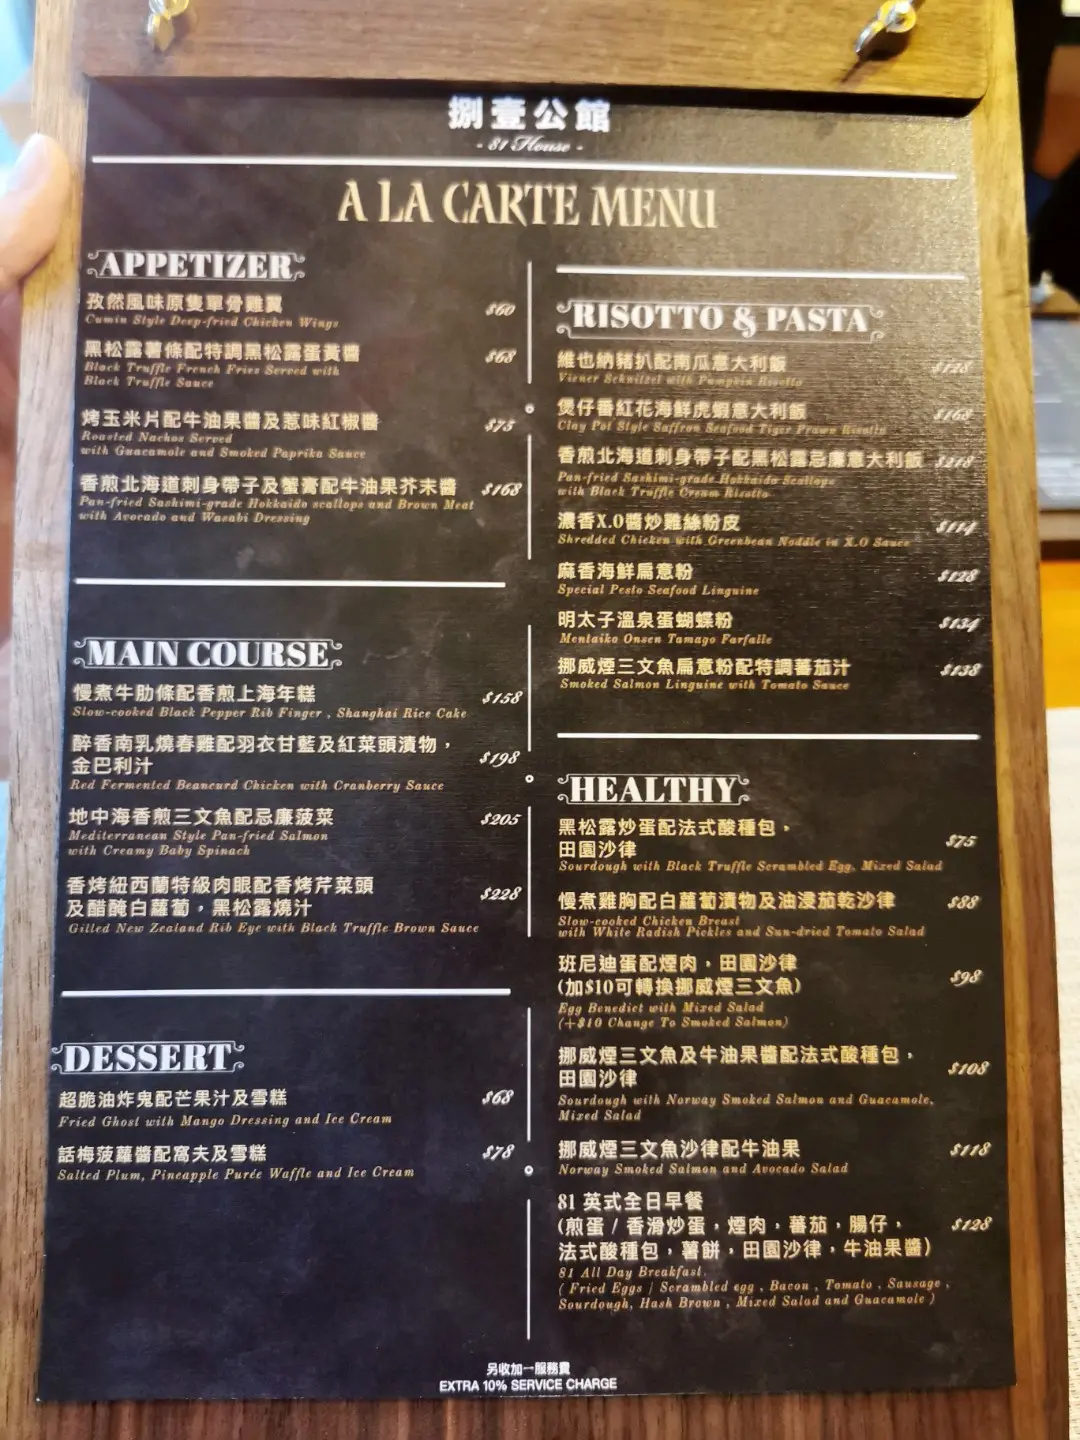 捌壹公館
- 81 House -
A LA CARTE MENU
APPETIZER
孜然風味原隻單骨雞翼
Cumin Style Deep-fried Chicken Wings
$60
黑松露薯條配特調黑松露蛋黃醬
Black Truffle French Fries Served with
Black Truffle Sauce
$68
烤玉米片配牛油果醬及蔥味紅椒醬
Roasted Nachos Served
with Guacamole and Smoked Paprika Sauce
$75
香煎北海道刺身帶子及蟹膏配牛油果芥末醬
Pan-fried Sashimi-grade Hokkaido scallops and Brown Meat
with Avocado and Wasabi Dressing
$168
MAIN COURSE
慢煮牛肋條配香煎上海年糕
Slow-cooked Black Pepper Rib Finger , Shanghai Rice Cake
$158
醉香南乳燒春雞配羽衣甘藍及紅菜頭漬物，
金巴利汁
Red Fermented Beancurd Chicken with Cranberry Sauce
$198
地中海香煎三文魚配忌廉菠菜
Mediterranean Style Pan-fried Salmon
with Creamy Baby Spinach
$205
香烤紐西蘭特級肉眼配香烤芹菜頭
及醋醃白蘿蔔，黑松露燒汁
Gilled New Zealand Rib Eye with Black Truffle Brown Sauce
$228
DESSERT
超脆油炸鬼配芒果汁及雪糕
Fried Ghost with Mango Dressing and Ice Cream
$68
話梅菠蘿醬配窩夫及雪糕
Salted Plum, Pineapple Purée Waffle and Ice Cream
$78
RISOTTO & PASTA
維也納豬扒配南瓜意大利飯
Viener Schnitzel with Pumpkin Risotto
$128
煲仔番紅花海鮮虎蝦意大利飯
Clay Pot Style Saffron Seafood Tiger Prawn Risotto
$168
香煎北海道刺身帶子配黑松露忌廉意大利飯
Pan-fried Sashimi-grade Hokkaido Scallops
with Black Truffle Cream Risotto
$218
濃香X.O醬炒雞絲粉皮
Shredded Chicken with Greenbean Noddle in X.O Sauce
$114
麻香海鮮扁意粉
Special Pesto Seafood Linguine
$128
明太子溫泉蛋蝴蝶粉
Mentaiko Onsen Tamago Farfalle
$134
挪威煙三文魚扁意粉配特調蕃茄汁
Smoked Salmon Linguine with Tomato Sauce
$138
HEALTHY
黑松露炒蛋配法式酸種包，
田園沙律
Sourdough with Black Truffle Scrambled Egg, Mixed Salad
$75
慢煮雞胸配白蘿蔔漬物及油浸茄乾沙律
Slow-cooked Chicken Breast
with White Radish Pickles and Sun-dried Tomato Salad
$88
班尼迪蛋配煙肉，田園沙律
(加$10可轉換挪威煙三文魚)
Egg Benedict with Mixed Salad
(+$10 Change To Smoked Salmon)
$98
挪威煙三文魚及牛油果醬配法式酸種包，
田園沙律
Sourdough with Norway Smoked Salmon and Guacamole,
Mixed Salad
$108
挪威煙三文魚沙律配牛油果
Norway Smoked Salmon and Avocado Salad
$118
81 英式全日早餐
(煎蛋 / 香滑炒蛋，煙肉，蕃茄，腸仔，
法式酸種包，薯餅，田園沙律，牛油果醬)
81 All Day Breakfast.
( Fried Eggs / Scrambled egg , Bacon , Tomato , Sausage ,
Sourdough, Hash Brown , Mixed Salad and Guacamole )
$128
另收加一服務費
EXTRA 10% SERVICE CHARGE